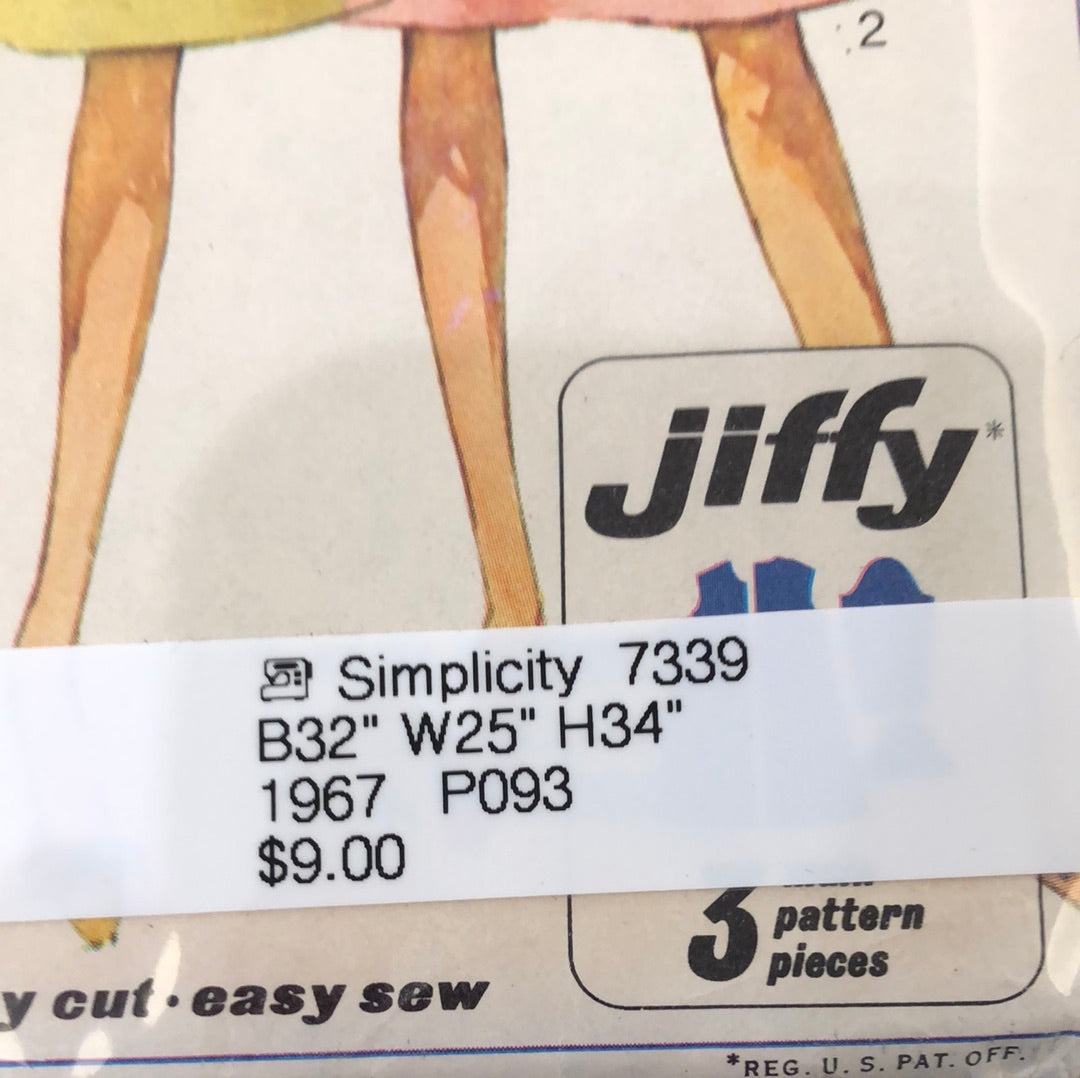 2
jiffy*
Simplicity 7339
B32" W25" H34"
1967 P093
$9.00
3 pattern
pieces
y cut · easy sew
*REG. U. S. PAT. OFF.